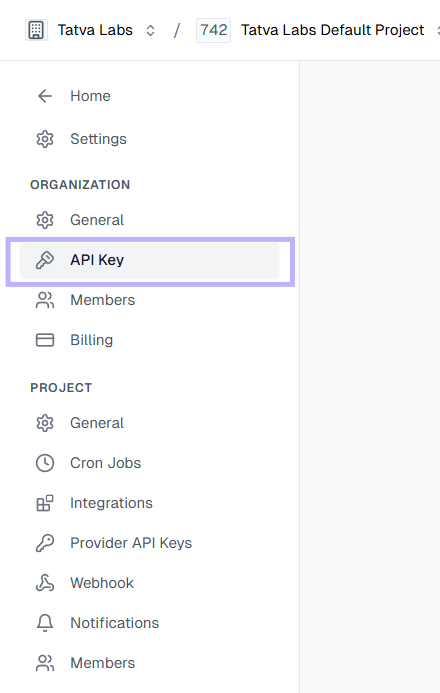 Tatva Labs / 742 Tatva Labs Default Project
Home
Settings
ORGANIZATION
General
API Key
Members
Billing
PROJECT
General
Cron Jobs
Integrations
Provider API Keys
Webhook
Notifications
Members